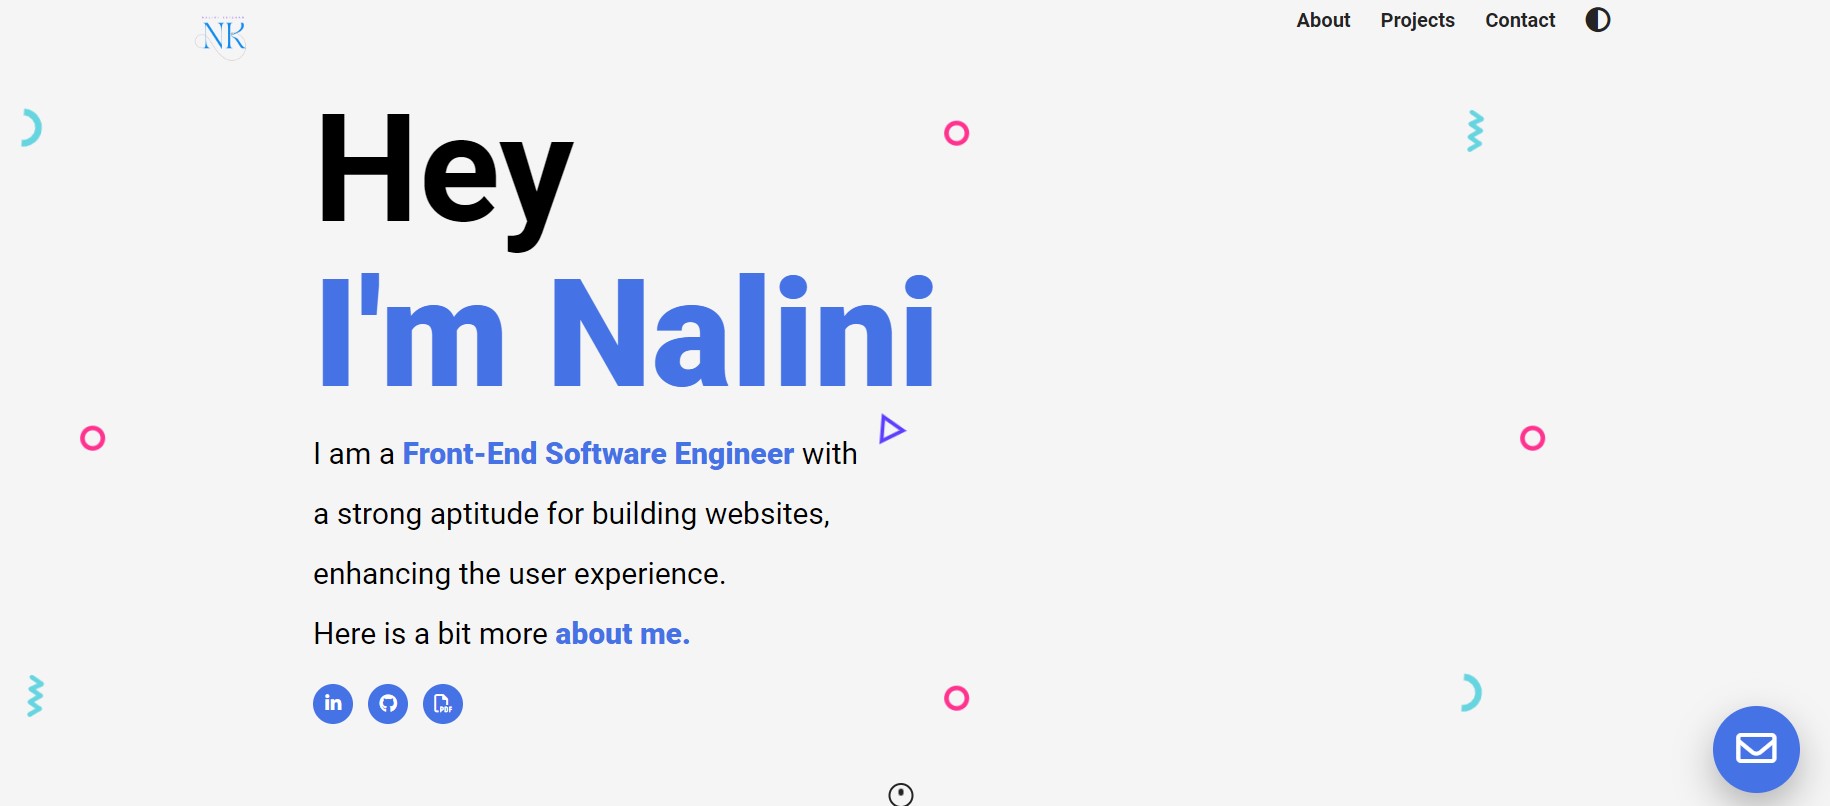 NK
About Projects Contact
Hey
I'm Nalini
I am a Front-End Software Engineer with
a strong aptitude for building websites,
enhancing the user experience.
Here is a bit more about me.
in
PDF